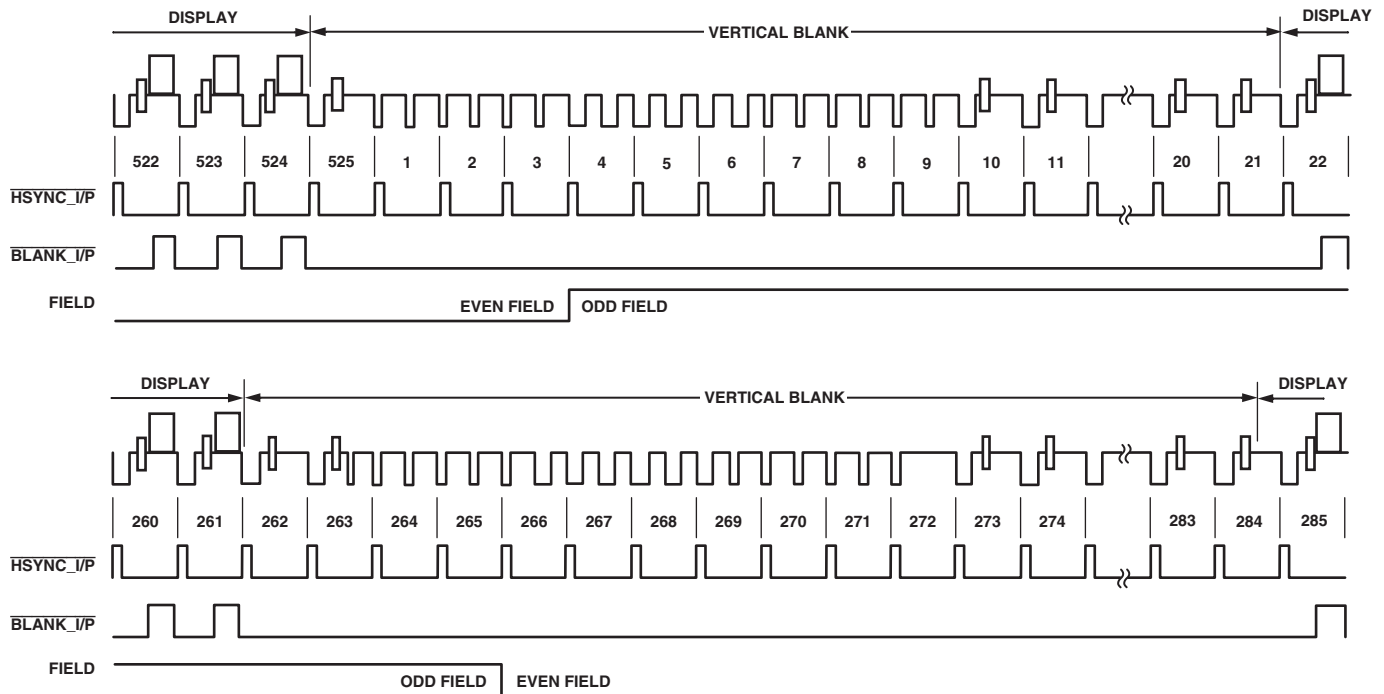 DISPLAY VERTICAL BLANK DISPLAY
522 523 524 525 1 2 3 4 5 6 7 8 9 10 11 20 21 22
HSYNC_I/P
BLANK_I/P
FIELD EVEN FIELD ODD FIELD
DISPLAY VERTICAL BLANK DISPLAY
260 261 262 263 264 265 266 267 268 269 270 271 272 273 274 283 284 285
HSYNC_I/P
BLANK_I/P
FIELD ODD FIELD EVEN FIELD